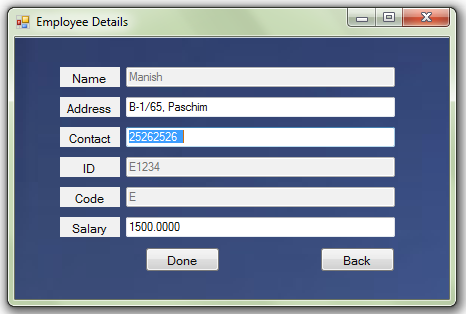 Employee Details
Name Manish
Address B-1/65, Paschim
Contact 25262526
ID E1234
Code E
Salary 1500.0000
Done Back